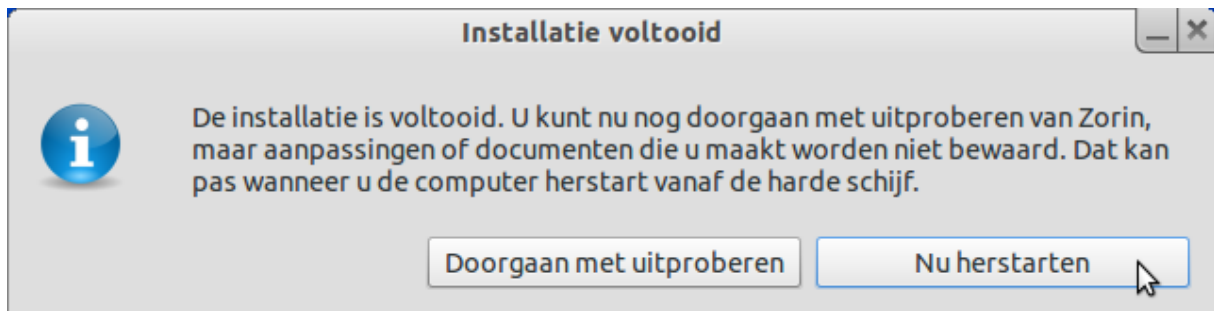 Installatie voltooid
De installatie is voltooid. U kunt nu nog doorgaan met uitproberen van Zorin,
maar aanpassingen of documenten die u maakt worden niet bewaard. Dat kan
pas wanneer u de computer herstart vanaf de harde schijf.
Doorgaan met uitproberen
Nu herstarten